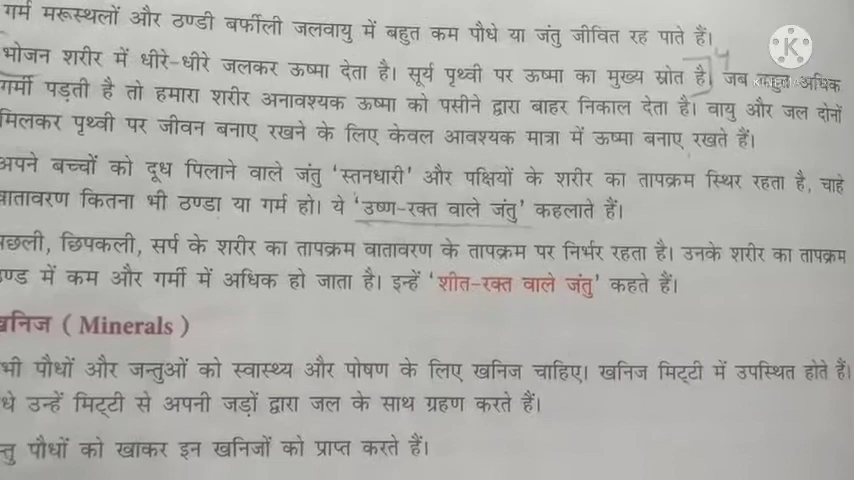 गर्म मरूस्थलों और ठण्डी बर्फीली जलवायु में बहुत कम पौधे या जंतु जीवित रह पाते हैं।
भोजन शरीर में धीरे-धीरे जलकर ऊष्मा देता है। सूर्य पृथ्वी पर ऊष्मा का मुख्य स्रोत है। जब अधिक
गर्मी पड़ती है तो हमारा शरीर अनावश्यक ऊष्मा को पसीने द्वारा बाहर निकाल देता है। वायु और जल दोनों
मिलकर पृथ्वी पर जीवन बनाए रखने के लिए केवल आवश्यक मात्रा में ऊष्मा बनाए रखते हैं।
अपने बच्चों को दूध पिलाने वाले जंतु 'स्तनधारी' और पक्षियों के शरीर का तापक्रम स्थिर रहता है, चाहे
वातावरण कितना भी ठण्डा या गर्म हो। ये 'उष्ण-रक्त वाले जंतु' कहलाते हैं।
छली, छिपकली, सर्प के शरीर का तापक्रम वातावरण के तापक्रम पर निर्भर रहता है। उनके शरीर का तापक्रम
ण्ड में कम और गर्मी में अधिक हो जाता है। इन्हें 'शीत-रक्त वाले जंतु' कहते हैं।
खनिज (Minerals)
भी पौधों और जन्तुओं को स्वास्थ्य और पोषण के लिए खनिज चाहिए। खनिज मिट्टी में उपस्थित होते हैं।
धे उन्हें मिट्टी से अपनी जड़ों द्वारा जल के साथ ग्रहण करते हैं।
न्तु पौधों को खाकर इन खनिजों को प्राप्त करते हैं।